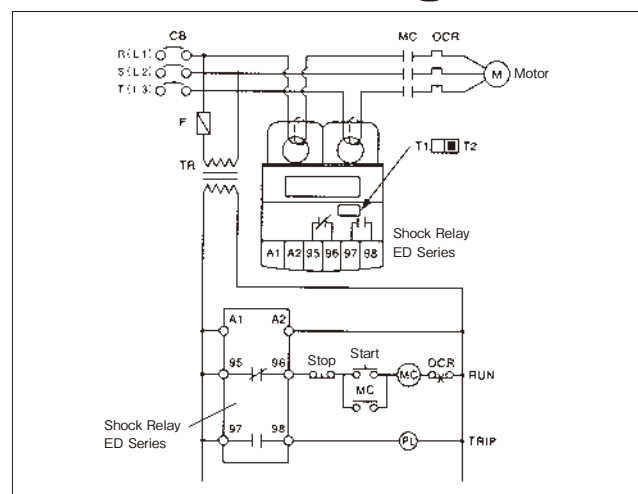 CB
MC OCR
R(L1)
S(L2)
T(L3)
M Motor
F
T1 T2
TR
Shock Relay
ED Series
A1 A2 95 96 97 98
A1 A2
95 96 Stop Start MC OCR RUN
MC
Shock Relay
ED Series
97 98 PL TRIP